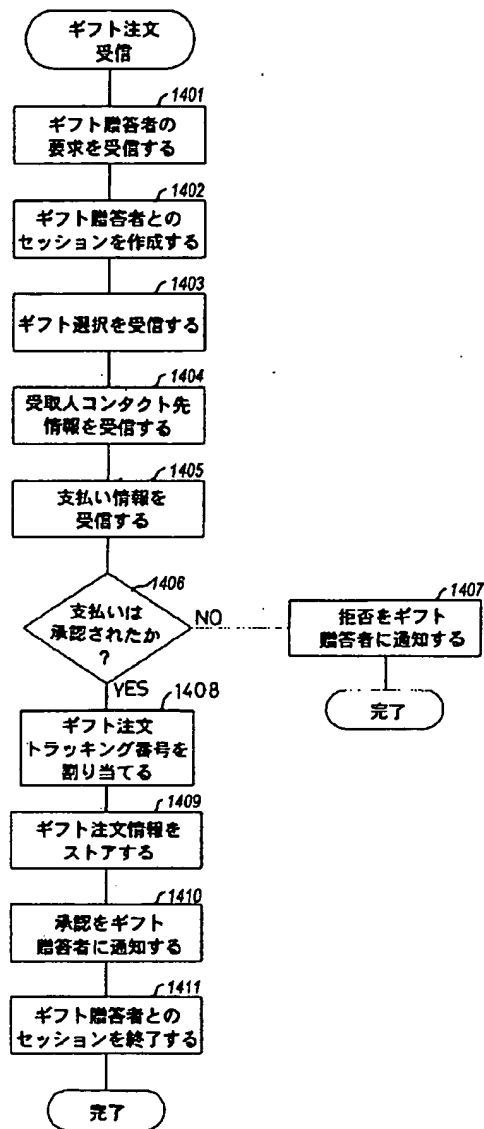 ギフト注文
受信
1401
ギフト贈答者の
要求を受信する
1402
ギフト贈答者との
セッションを作成する
1403
ギフト選択を受信する
1404
受取人コンタクト先
情報を受信する
1405
支払い情報を
受信する
1406
支払いは
承認されたか
?
NO
1407
拒否をギフト
贈答者に通知する
完了
YES
1408
ギフト注文
トラッキング番号を
割り当てる
1409
ギフト注文情報を
ストアする
1410
承認をギフト
贈答者に通知する
1411
ギフト贈答者との
セッションを終了する
完了